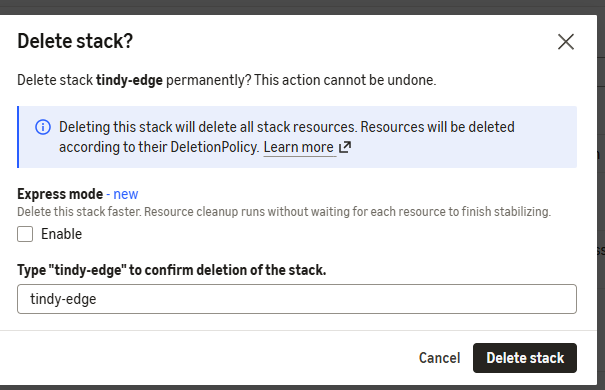 Delete stack?
Delete stack tindy-edge permanently? This action cannot be undone.
Deleting this stack will delete all stack resources. Resources will be deleted
according to their DeletionPolicy. Learn more
Express mode - new
Delete this stack faster. Resource cleanup runs without waiting for each resource to finish stabilizing.
Enable
Type "tindy-edge" to confirm deletion of the stack.
tindy-edge
Cancel Delete stack